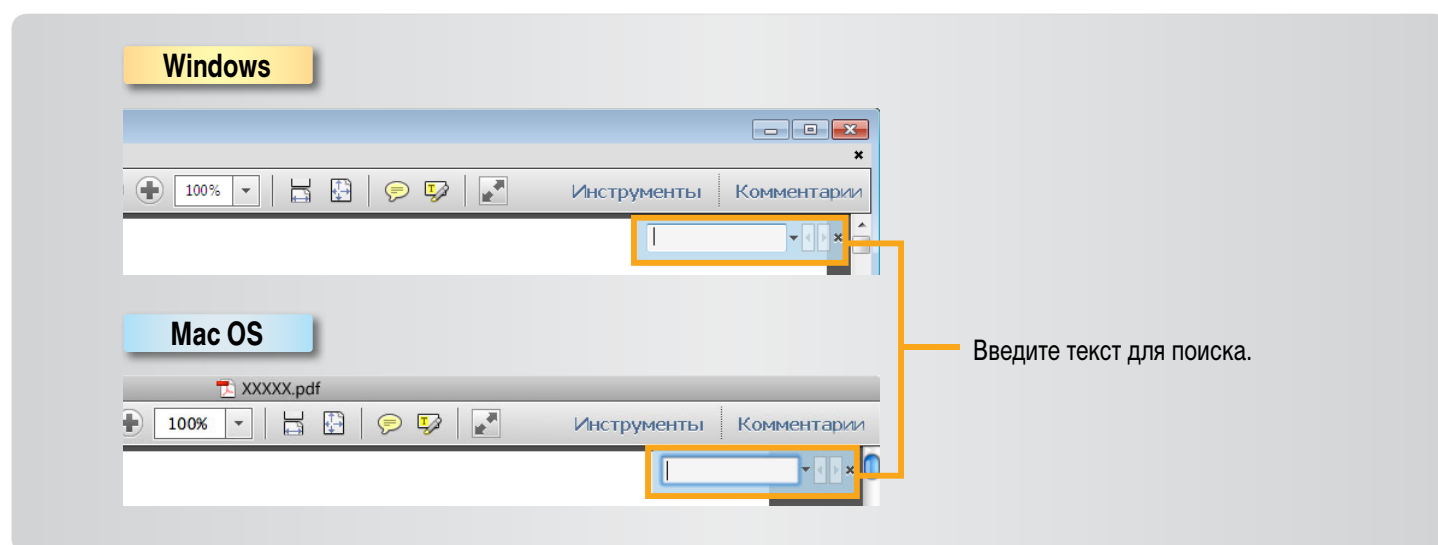 Windows
100%
Инструменты
Комментарии
Mac OS
Введите текст для поиска.
XXXXX.pdf
100%
Инструменты
Комментарии